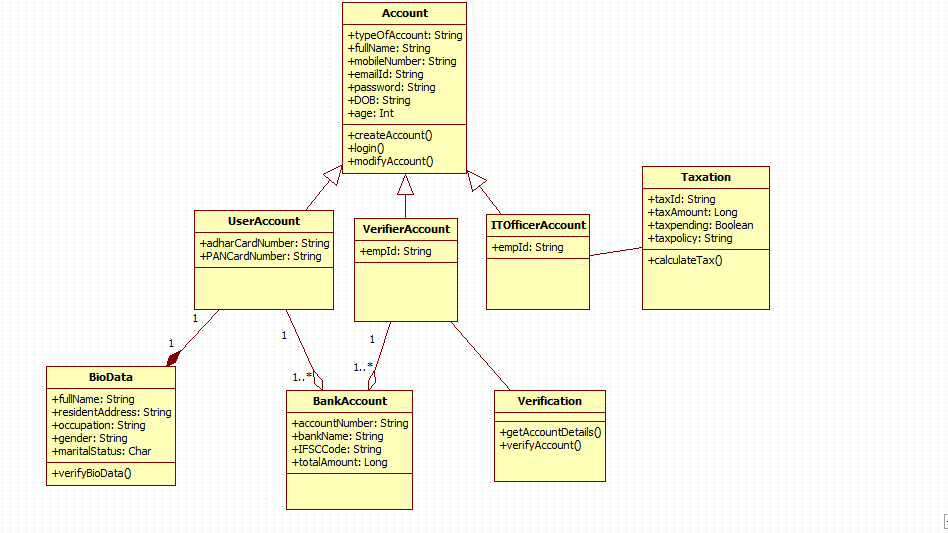 Account
+typeOfAccount: String
+fullName: String
+mobileNumber: String
+emailId: String
+password: String
+DOB: String
+age: Int
+createAccount()
+login()
+modifyAccount()
UserAccount
+adharCardNumber: String
+PANCardNumber: String
VerifierAccount
+empId: String
ITOfficerAccount
+empId: String
Taxation
+taxId: String
+taxAmount: Long
+taxpending: Boolean
+taxpolicy: String
+calculateTax()
1
1
1
1..*
1
1..*
BioData
+fullName: String
+residentAddress: String
+occupation: String
+gender: String
+maritalStatus: Char
+verifyBioData()
BankAccount
+accountNumber: String
+bankName: String
+IFSCCode: String
+totalAmount: Long
Verification
+getAccountDetails()
+verifyAccount()